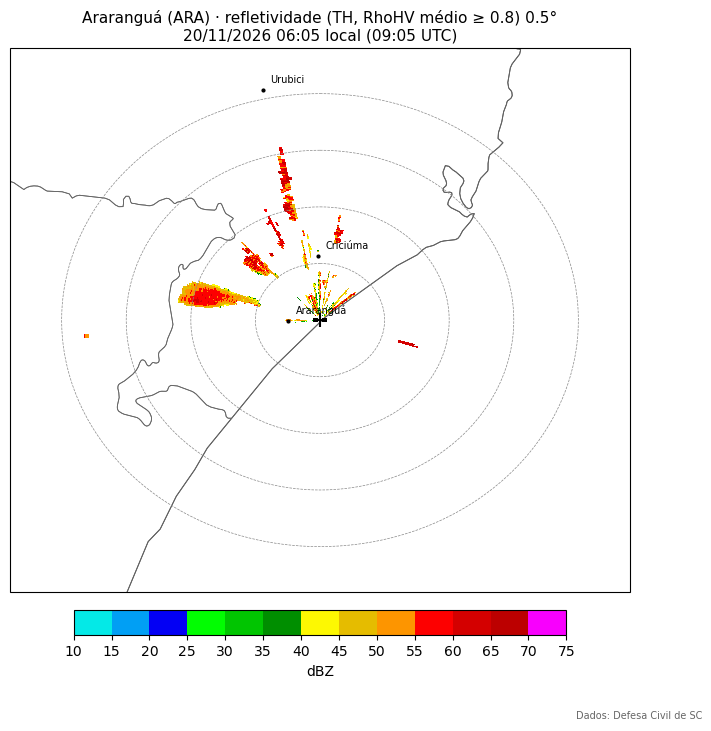 Araranguá (ARA) · refletividade (TH, RhoHV médio ≥ 0.8) 0.5°
20/11/2026 06:05 local (09:05 UTC)
Urubici
Criciúma
Araranguá
10 15 20 25 30 35 40 45 50 55 60 65 70 75
dBZ
Dados: Defesa Civil de SC